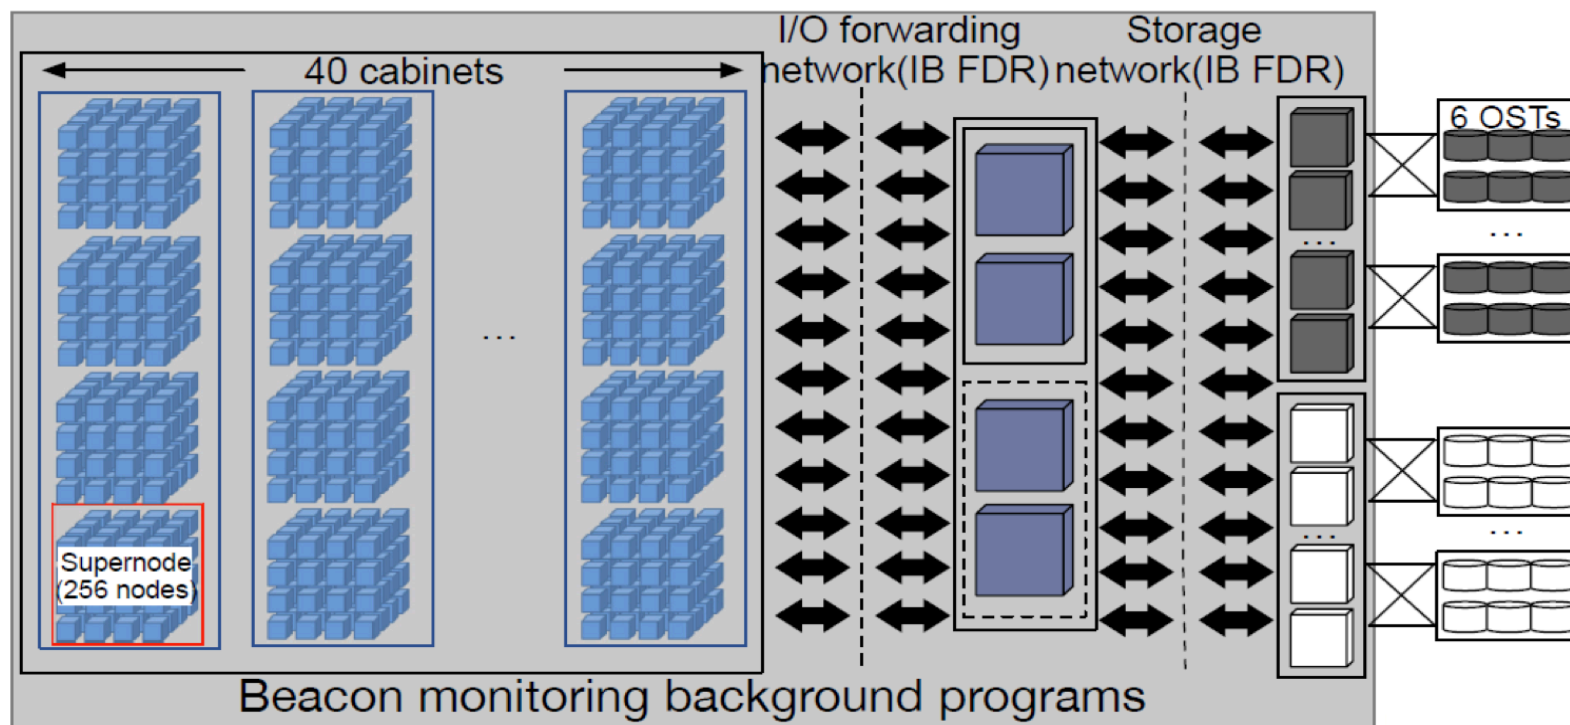 I/O forwarding
network(IB FDR)
Storage
network(IB FDR)
40 cabinets
6 OSTs
...
...
...
...
...
Supernode
(256 nodes)
Beacon monitoring background programs